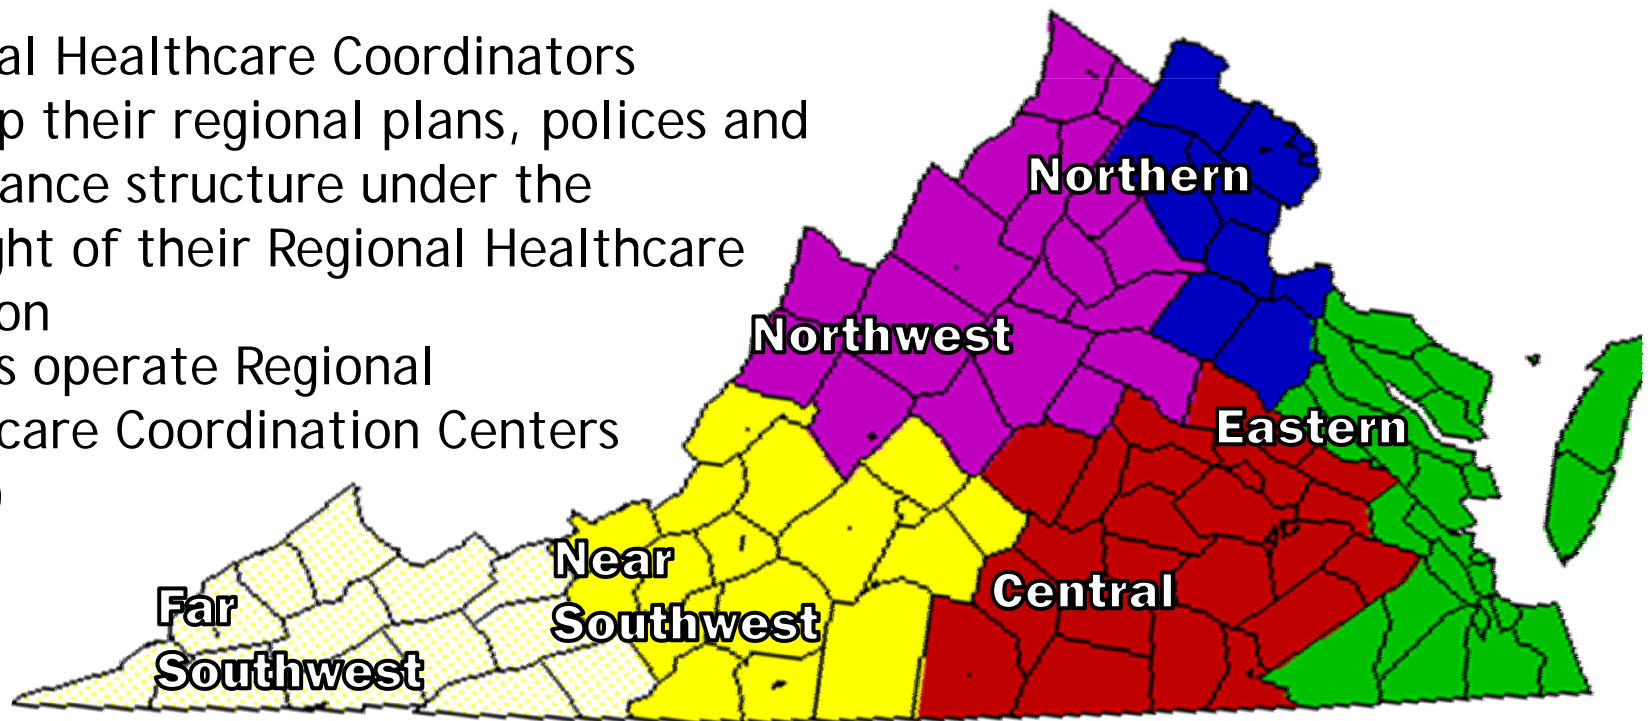 al Healthcare Coordinators
p their regional plans, polices and
ance structure under the
ght of their Regional Healthcare
on
s operate Regional
care Coordination Centers
)
Northern
Northwest
Eastern
Near
Southwest
Central
Far
Southwest